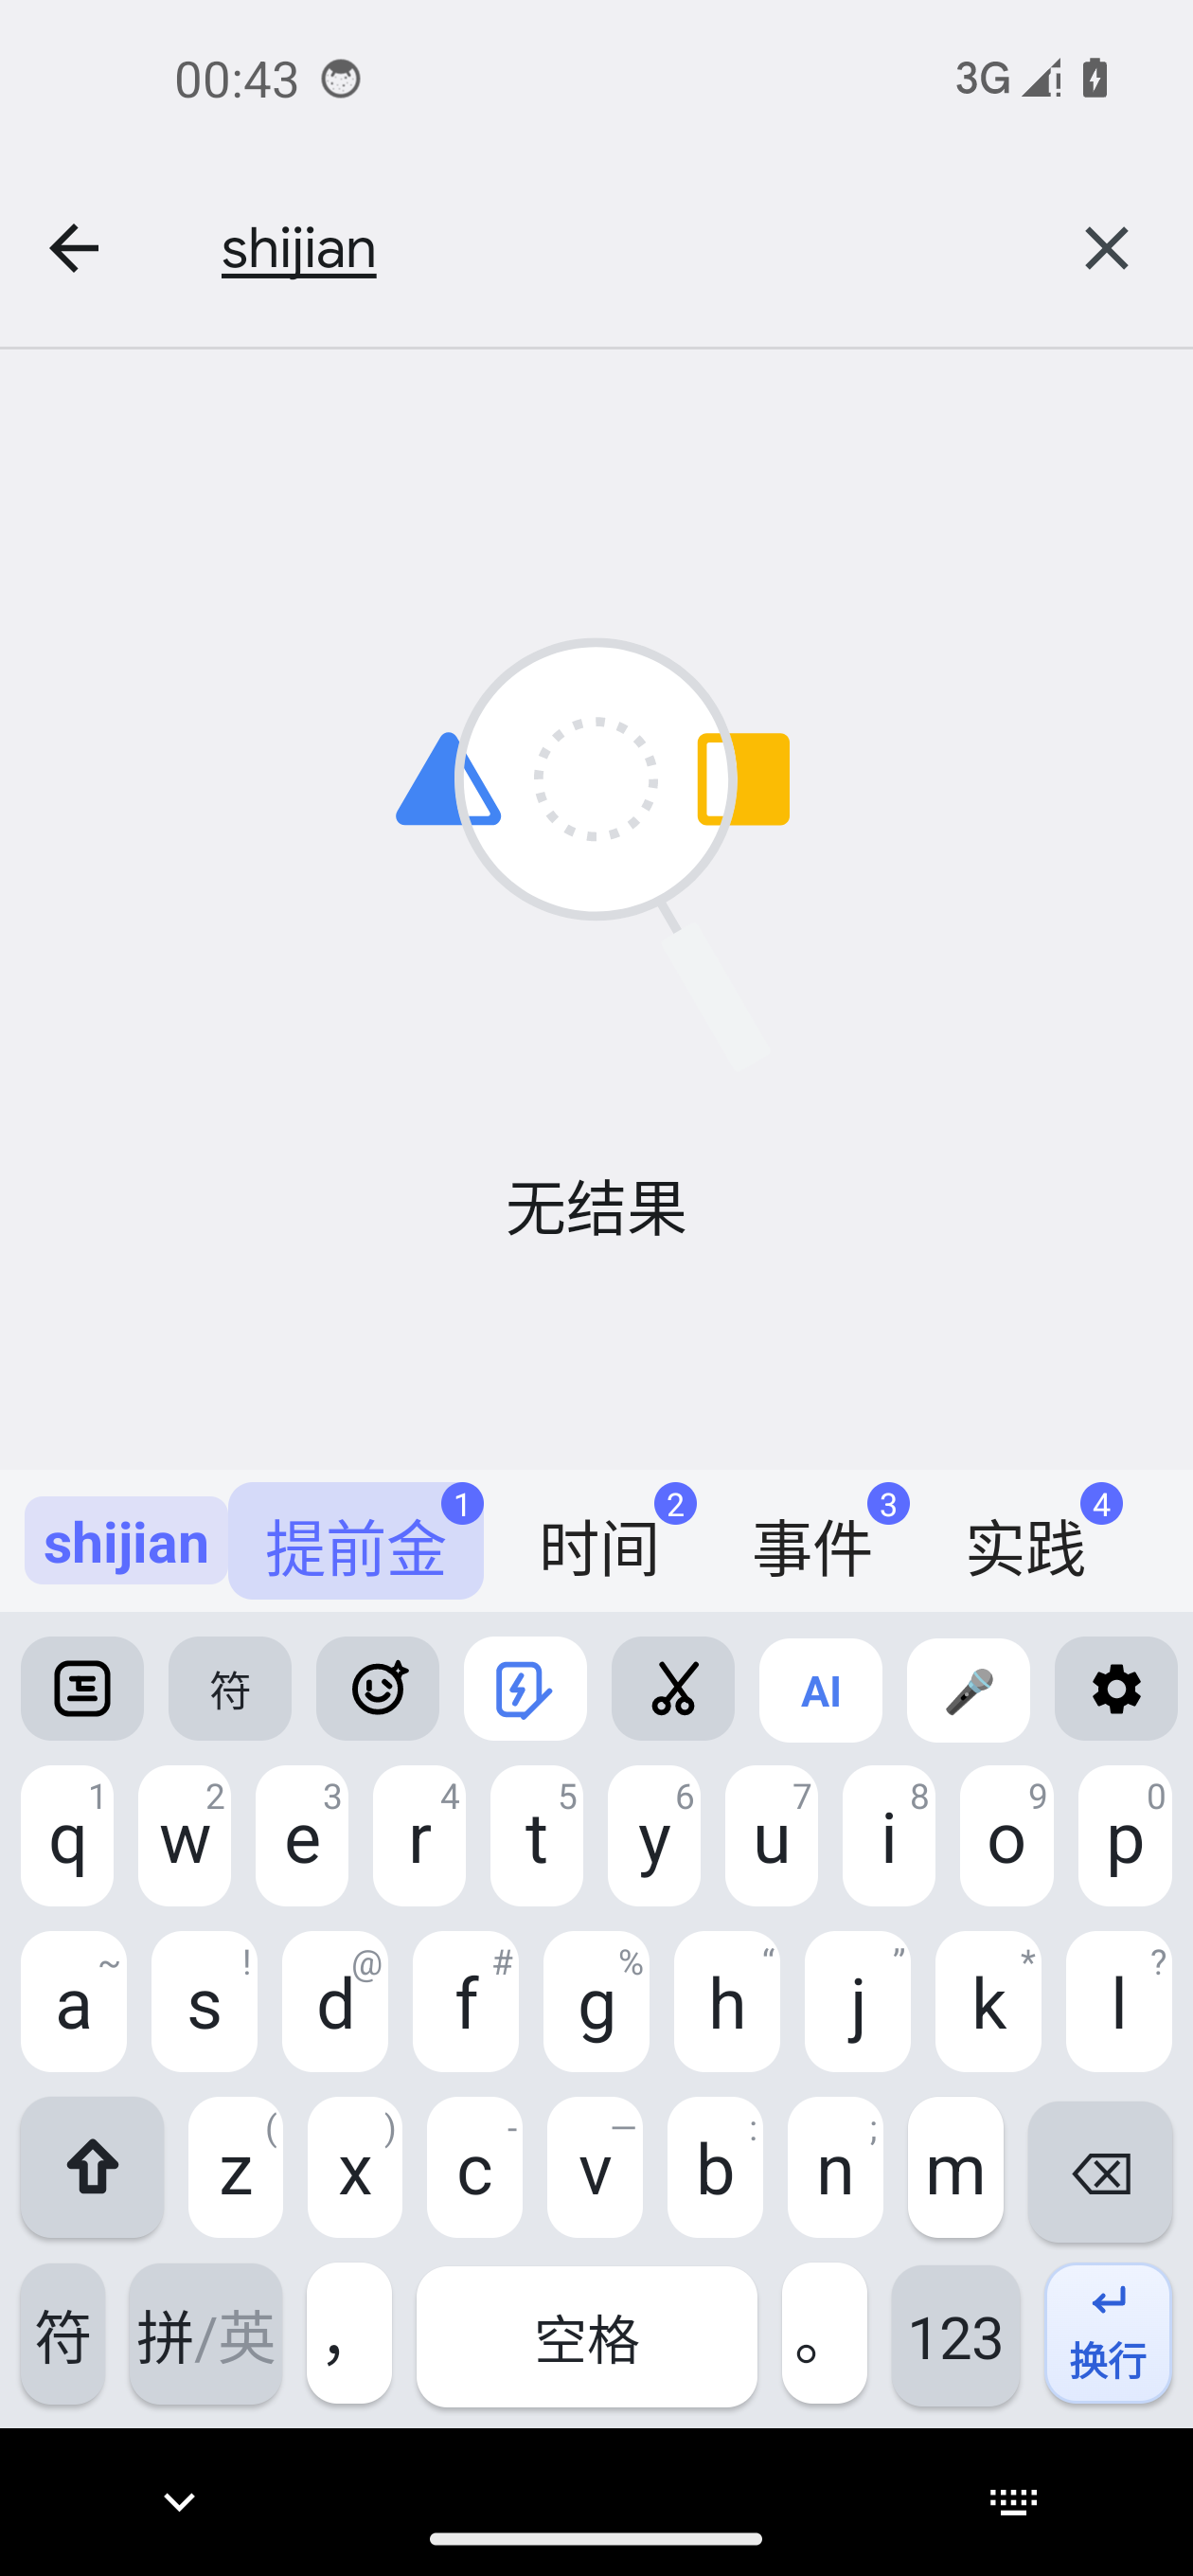 00:43 3G
shijian
无结果
shijian 提前金 1 时间 2 事件 3 实践 4
符 AI
q 1 w 2 e 3 r 4 t 5 y 6 u 7 i 8 o 9 p 0
a ~ s ! d @ f # g % h “ j ” k * l ?
z ( x ) c - v — b : n ; m
符 拼/英 ， 空格 。 123 换行